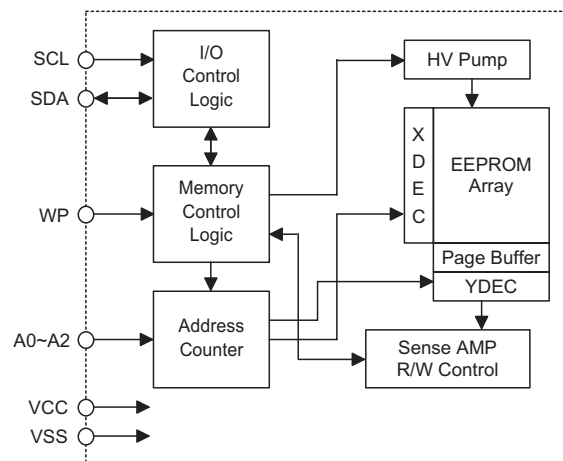 SCL
SDA
WP
A0~A2
VCC
VSS
I/O
Control
Logic
Memory
Control
Logic
Address
Counter
HV Pump
X
D
E
C
EEPROM
Array
Page Buffer
YDEC
Sense AMP
R/W Control